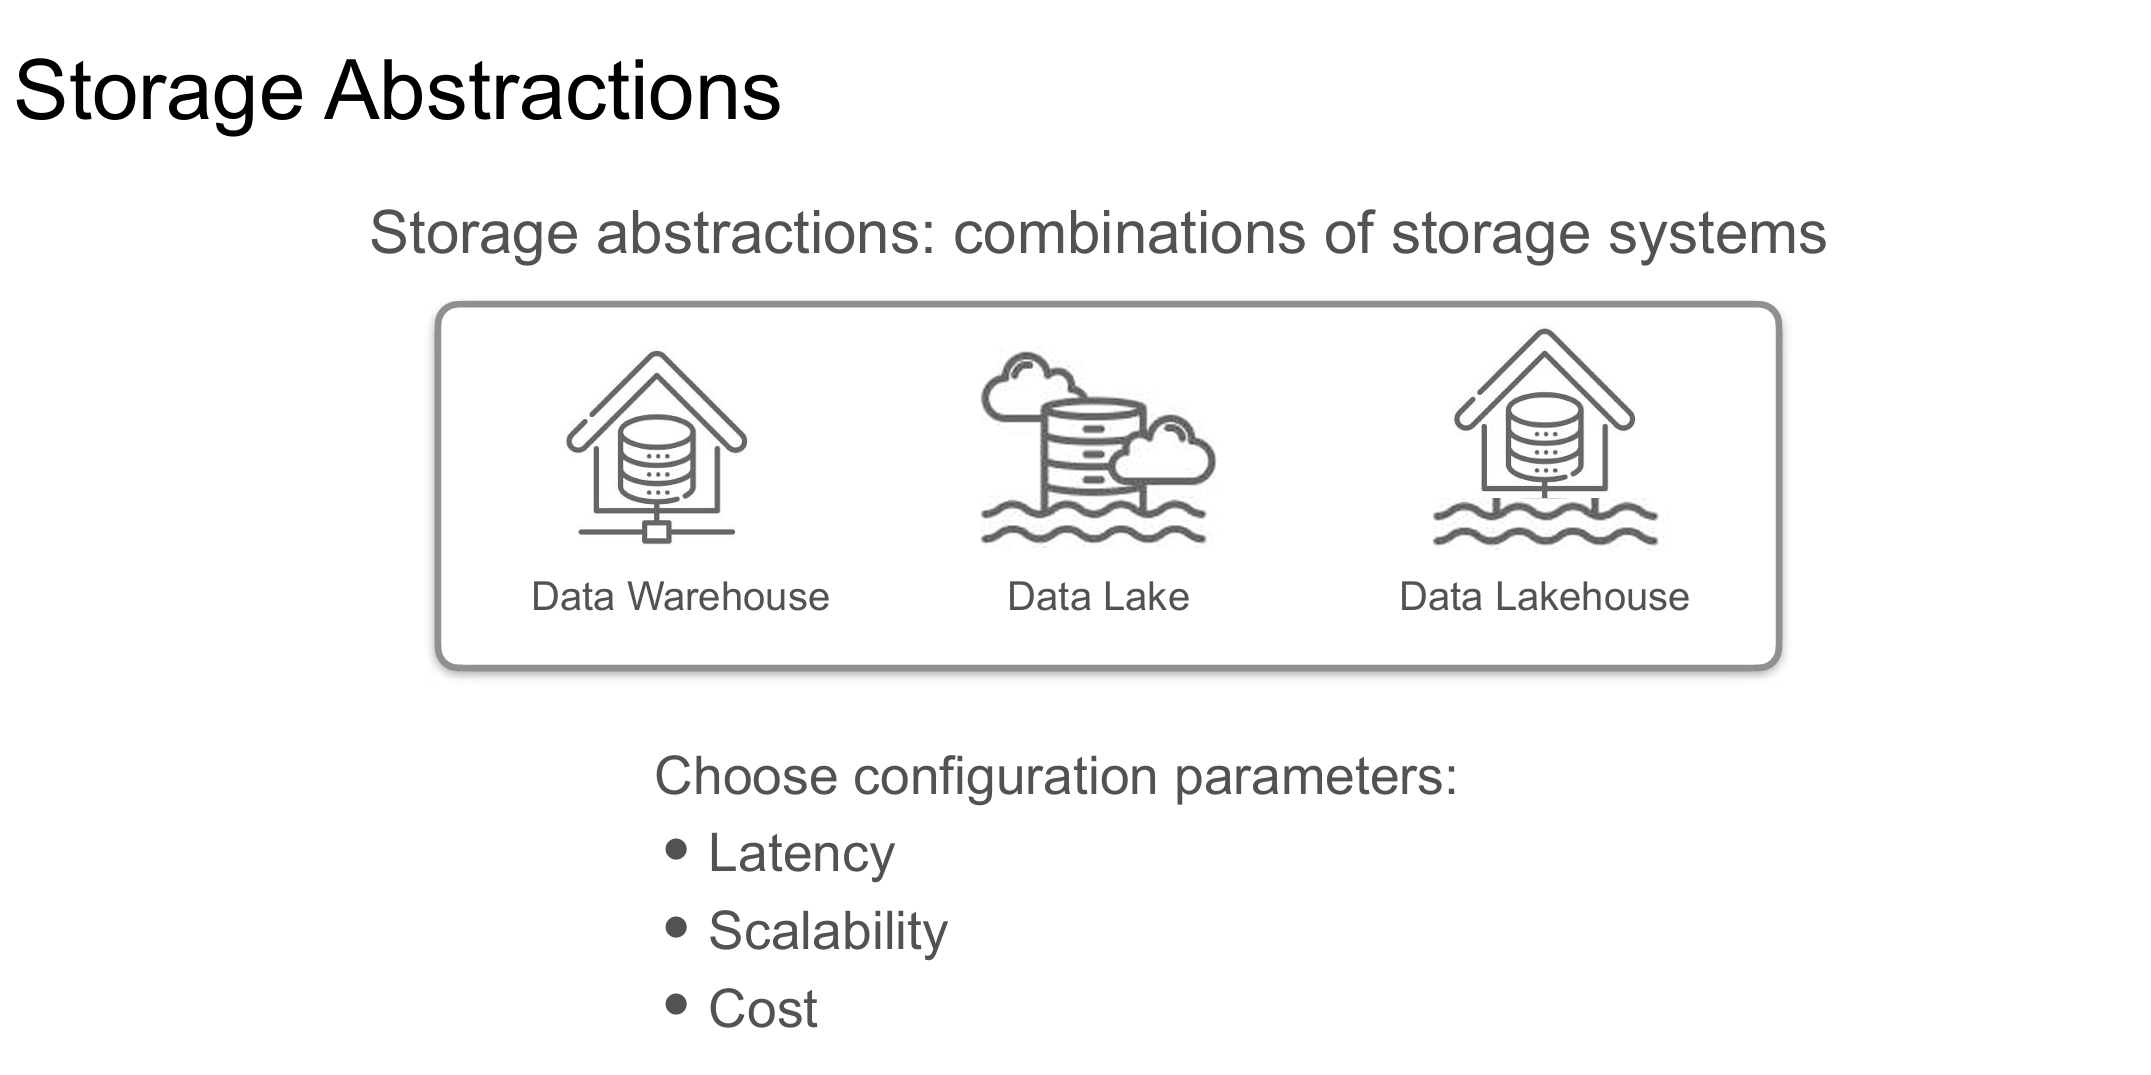 Storage Abstractions
Storage abstractions: combinations of storage systems
Data Warehouse
Data Lake
Data Lakehouse
Choose configuration parameters:
● Latency
● Scalability
● Cost